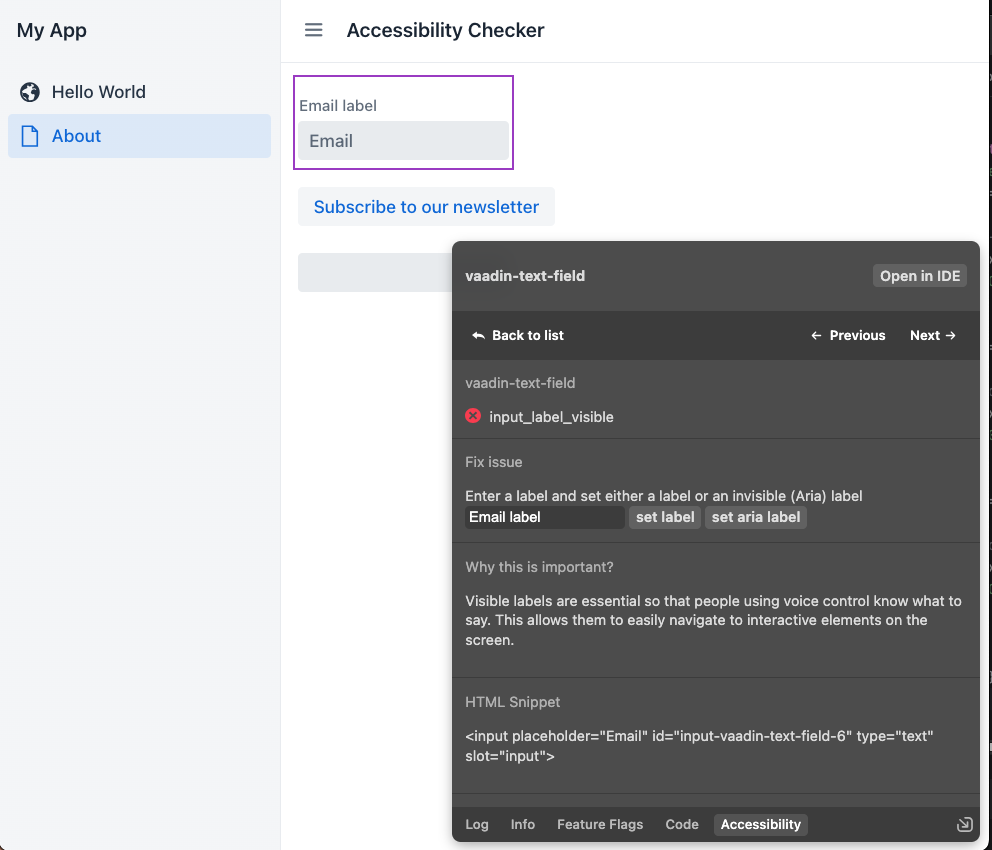 My App
Accessibility Checker
Hello World
About
Email label
Email
Subscribe to our newsletter
vaadin-text-field
Open in IDE
Back to list
Previous
Next
vaadin-text-field
input_label_visible
Fix issue
Enter a label and set either a label or an invisible (Aria) label
Email label
set label
set aria label
Why this is important?
Visible labels are essential so that people using voice control know what to
say. This allows them to easily navigate to interactive elements on the
screen.
HTML Snippet
<input placeholder="Email" id="input-vaadin-text-field-6" type="text"
slot="input">
Log
Info
Feature Flags
Code
Accessibility